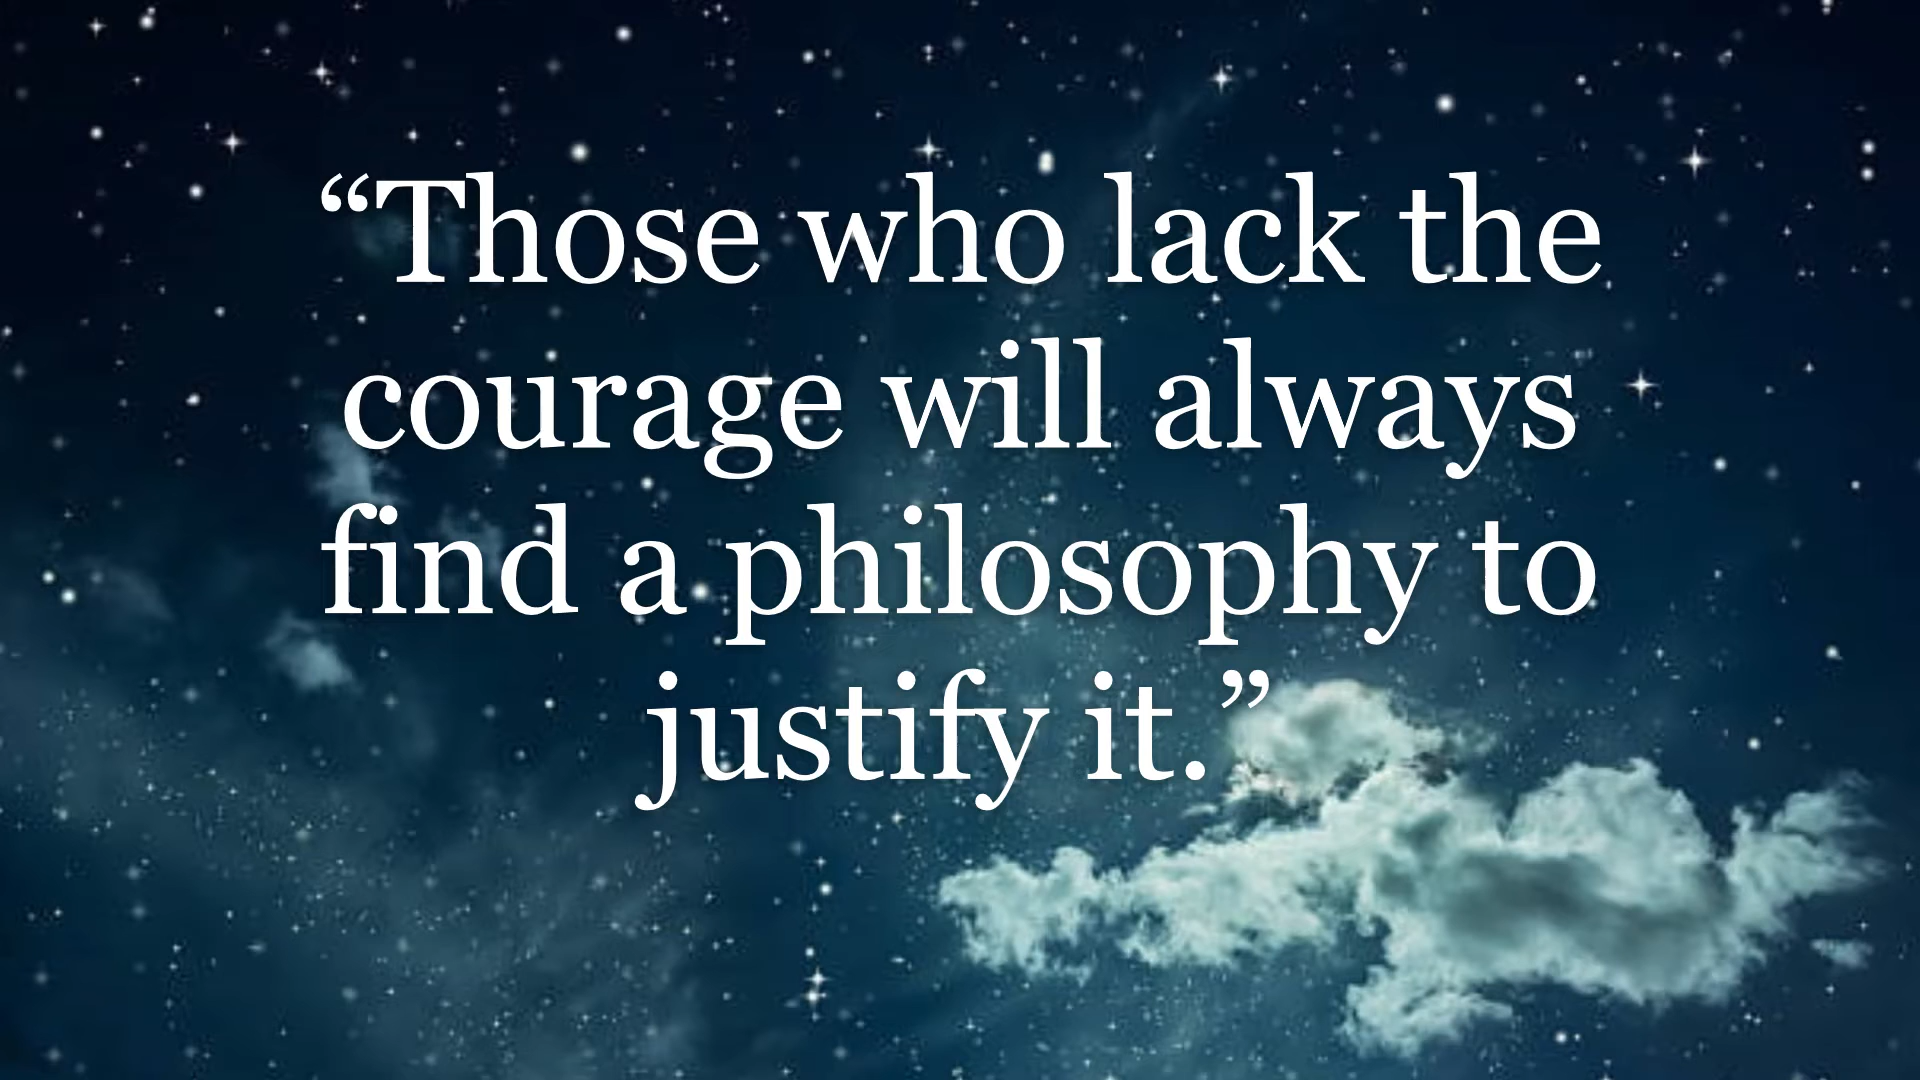 “Those who lack the
courage will always
find a philosophy to
justify it.”